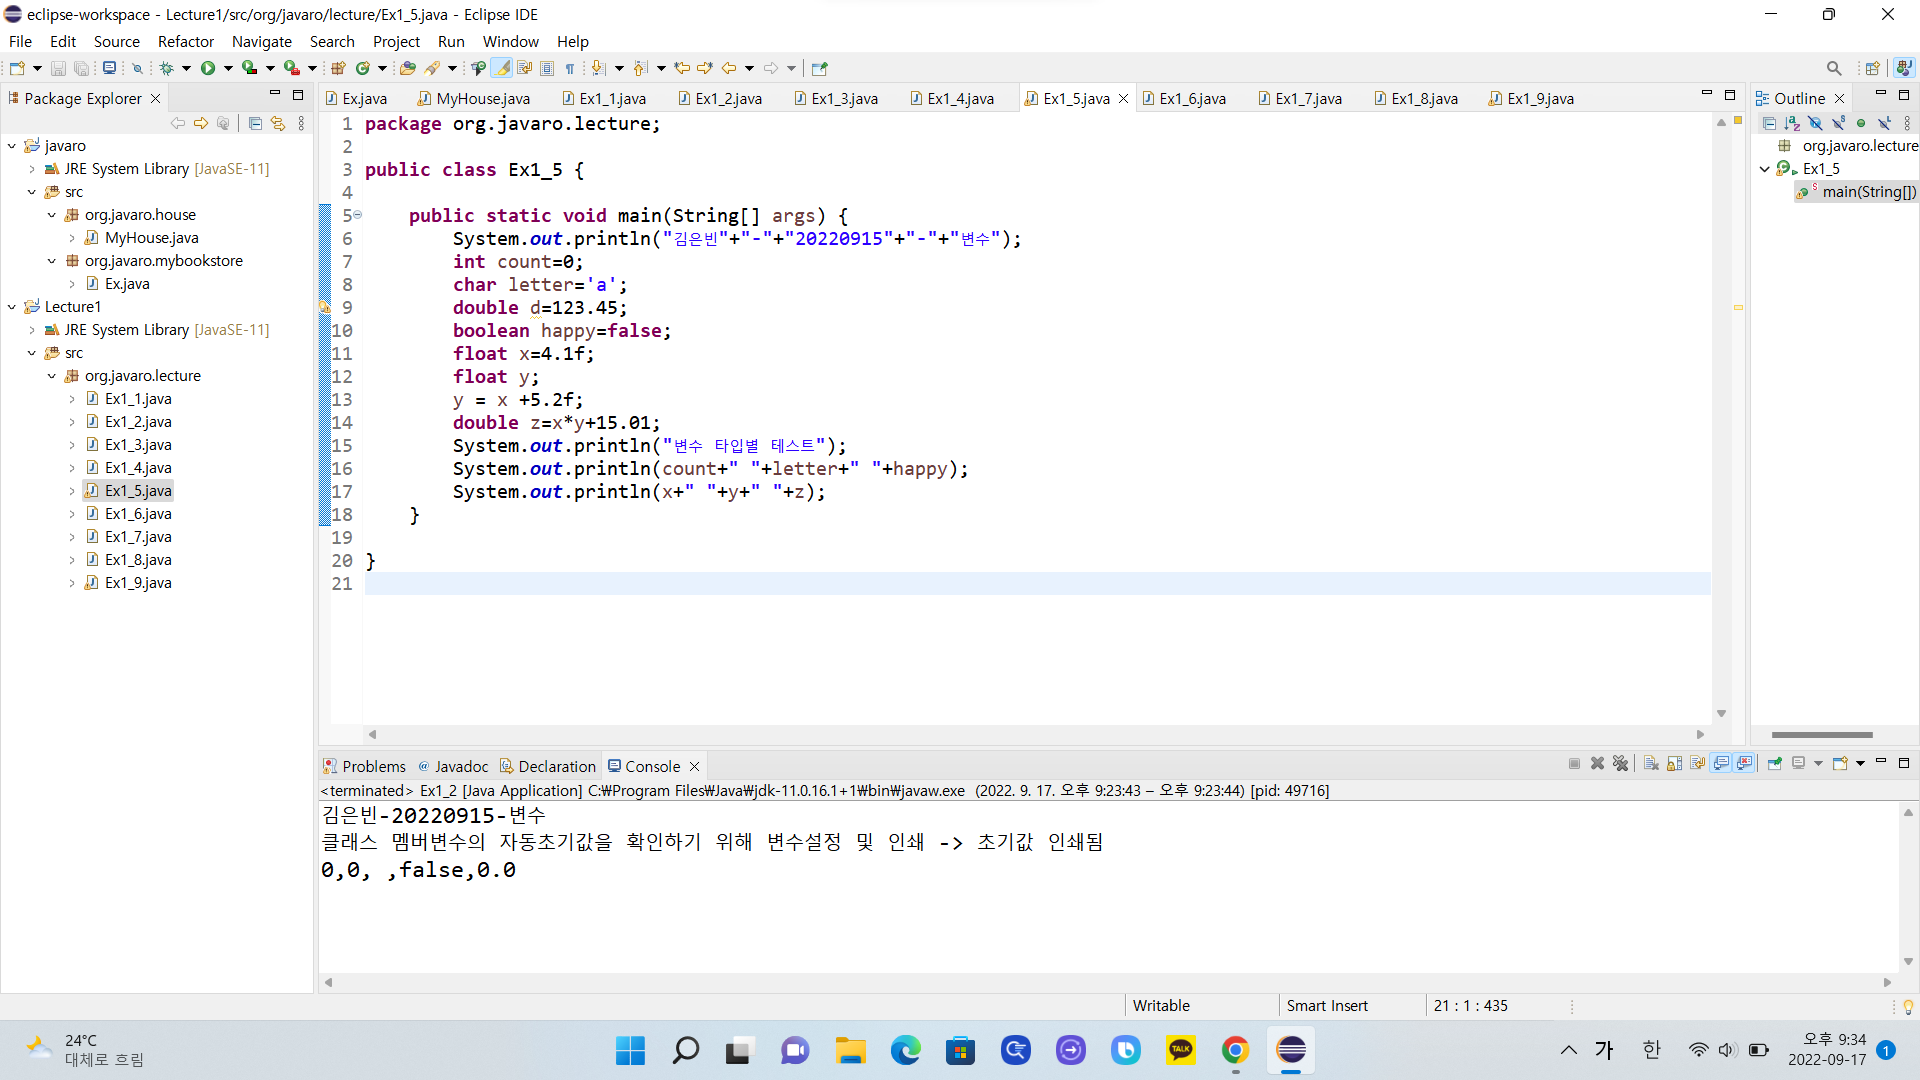 eclipse-workspace - Lecture1/src/org/javaro/lecture/Ex1_5.java - Eclipse IDE
File Edit Source Refactor Navigate Search Project Run Window Help
Package Explorer
javaro
JRE System Library [JavaSE-11]
src
org.javaro.house
MyHouse.java
org.javaro.mybookstore
Ex.java
Lecture1
JRE System Library [JavaSE-11]
src
org.javaro.lecture
Ex1_1.java
Ex1_2.java
Ex1_3.java
Ex1_4.java
Ex1_5.java
Ex1_6.java
Ex1_7.java
Ex1_8.java
Ex1_9.java
Ex.java MyHouse.java Ex1_1.java Ex1_2.java Ex1_3.java Ex1_4.java Ex1_5.java Ex1_6.java Ex1_7.java Ex1_8.java Ex1_9.java
1 package org.javaro.lecture;
2
3 public class Ex1_5 {
4
5 public static void main(String[] args) {
6 System.out.println("김은빈"+"-"+"20220915"+"-"+"변수");
7 int count=0;
8 char letter='a';
9 double d=123.45;
10 boolean happy=false;
11 float x=4.1f;
12 float y;
13 y = x +5.2f;
14 double z=x*y+15.01;
15 System.out.println("변수 타입별 테스트");
16 System.out.println(count+" "+letter+" "+happy);
17 System.out.println(x+" "+y+" "+z);
18 }
19
20 }
21
Outline
org.javaro.lecture
Ex1_5
main(String[])
Problems @ Javadoc Declaration Console
<terminated> Ex1_2 [Java Application] C:₩Program Files₩Java₩jdk-11.0.16.1+1₩bin₩javaw.exe (2022. 9. 17. 오후 9:23:43 – 오후 9:23:44) [pid: 49716]
김은빈-20220915-변수
클래스 멤버변수의 자동초기값을 확인하기 위해 변수설정 및 인쇄 -> 초기값 인쇄됨
0,0, ,false,0.0
Writable Smart Insert 21 : 1 : 435
24°C
대체로 흐림
TALK
가 한
오후 9:34
2022-09-17
1